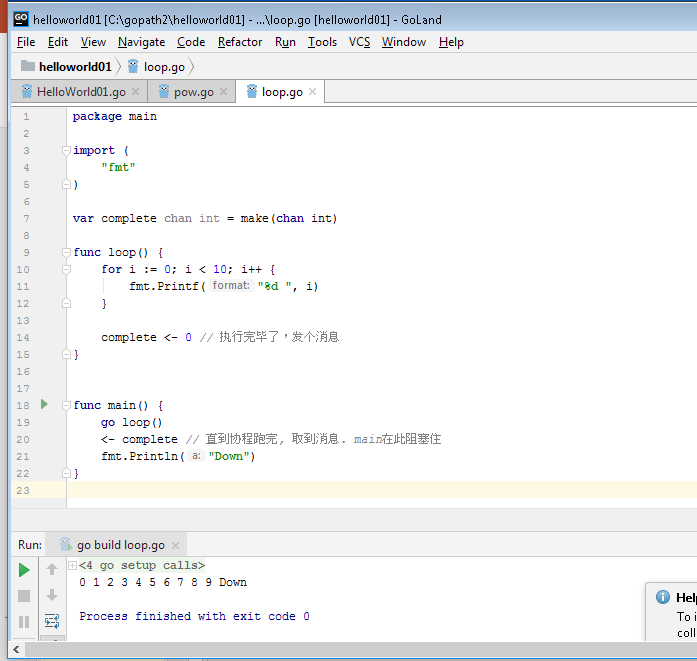 helloworld01 [C:\gopath2\helloworld01] - ...\loop.go [helloworld01] - GoLand
File Edit View Navigate Code Refactor Run Tools VCS Window Help
helloworld01 loop.go
HelloWorld01.go pow.go loop.go
1 package main
2
3 import (
4 "fmt"
5 )
6
7 var complete chan int = make(chan int)
8
9 func loop() {
10 for i := 0; i < 10; i++ {
11 fmt.Printf( format: "%d ", i)
12 }
13
14 complete <- 0 // 执行完毕了，发个消息
15 }
16
17
18 func main() {
19 go loop()
20 <- complete // 直到协程跑完, 取到消息. main在此阻塞住
21 fmt.Println( a: "Down")
22 }
23
Run: go build loop.go
<4 go setup calls>
0 1 2 3 4 5 6 7 8 9 Down
Process finished with exit code 0
To i
coll